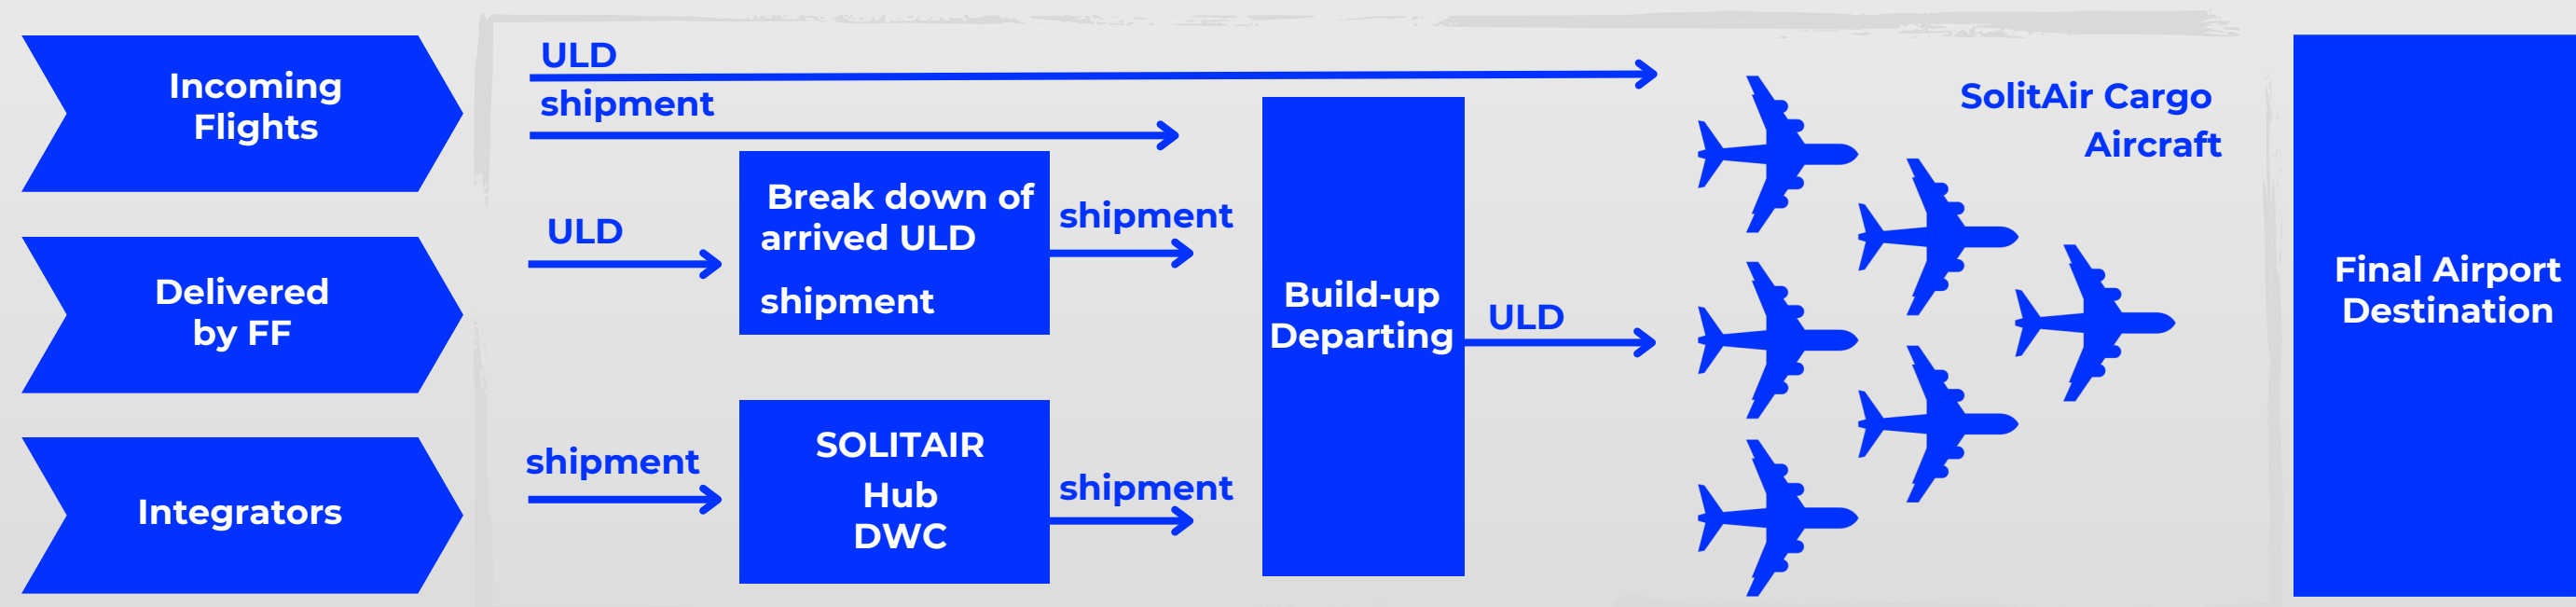 Incoming
Flights
Delivered
by FF
Integrators
ULD
shipment
ULD
Break down of
arrived ULD
shipment
shipment
shipment
SOLITAIR
Hub
DWC
shipment
Build-up
Departing
ULD
SolitAir Cargo
Aircraft
Final Airport
Destination